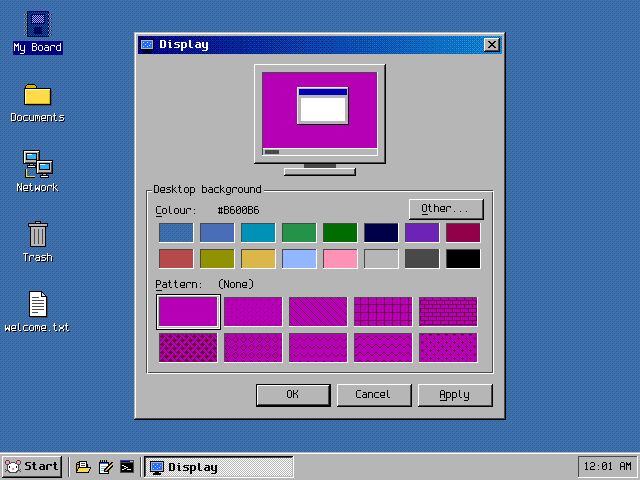 My Board
Documents
Network
Trash
welcome.txt
Display
Desktop background
Colour: #B600B6
Other...
Pattern: (None)
OK
Cancel
Apply
Start
Display
12:01 AM